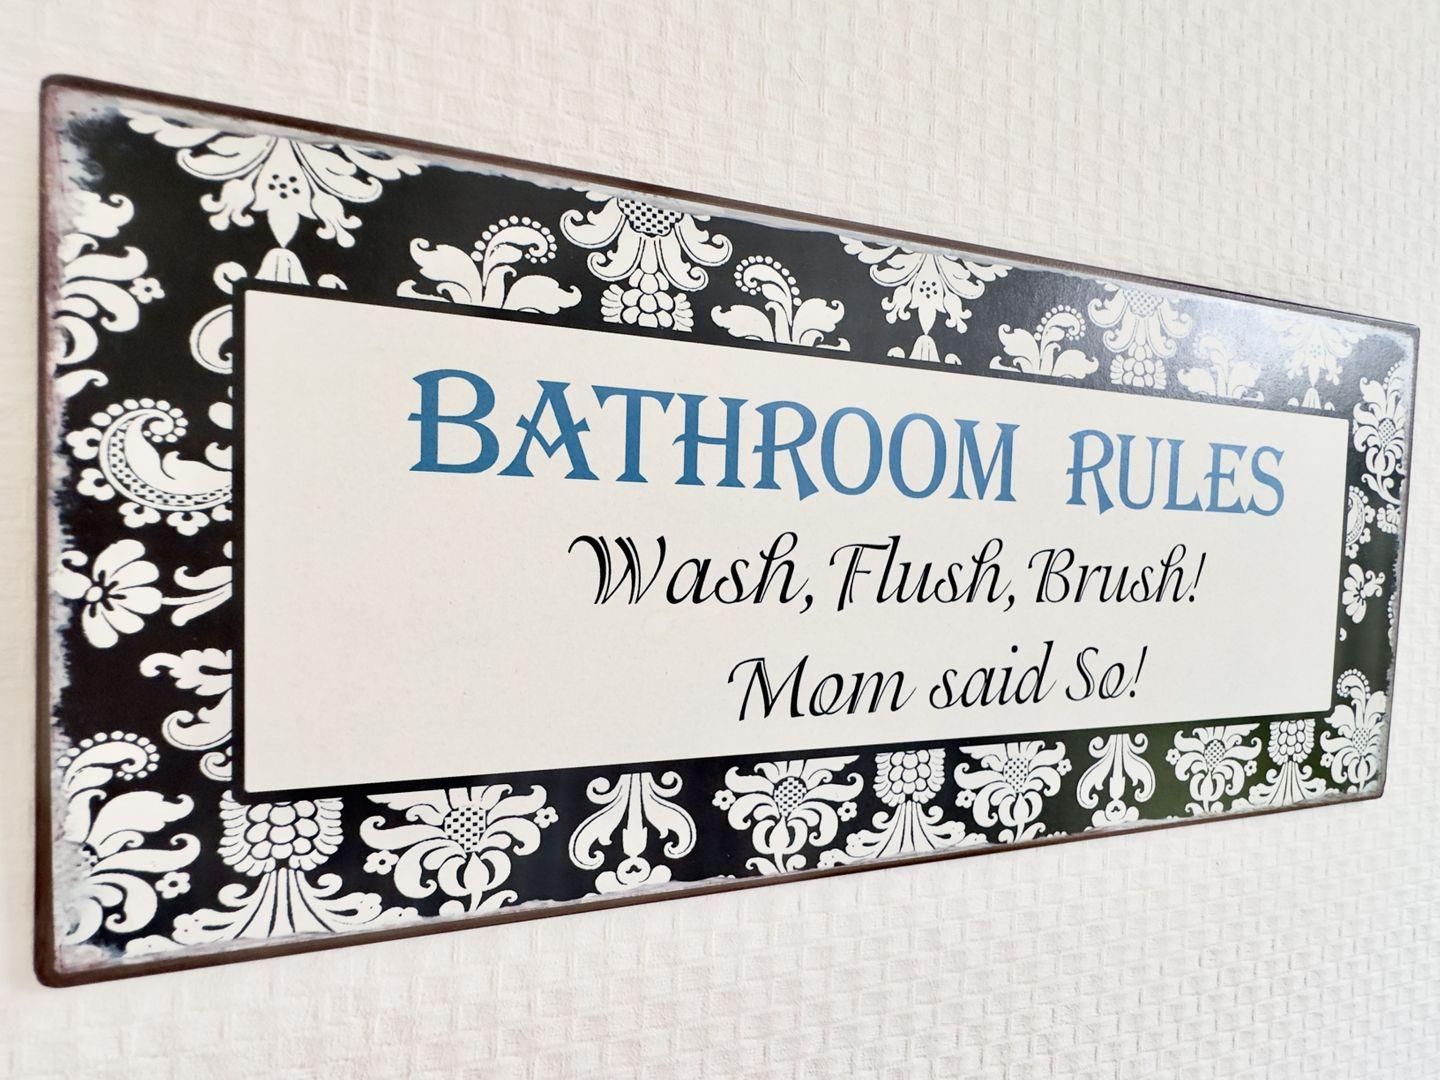 BATHROOM RULES
Wash, Flush, Brush!
Mom said So!